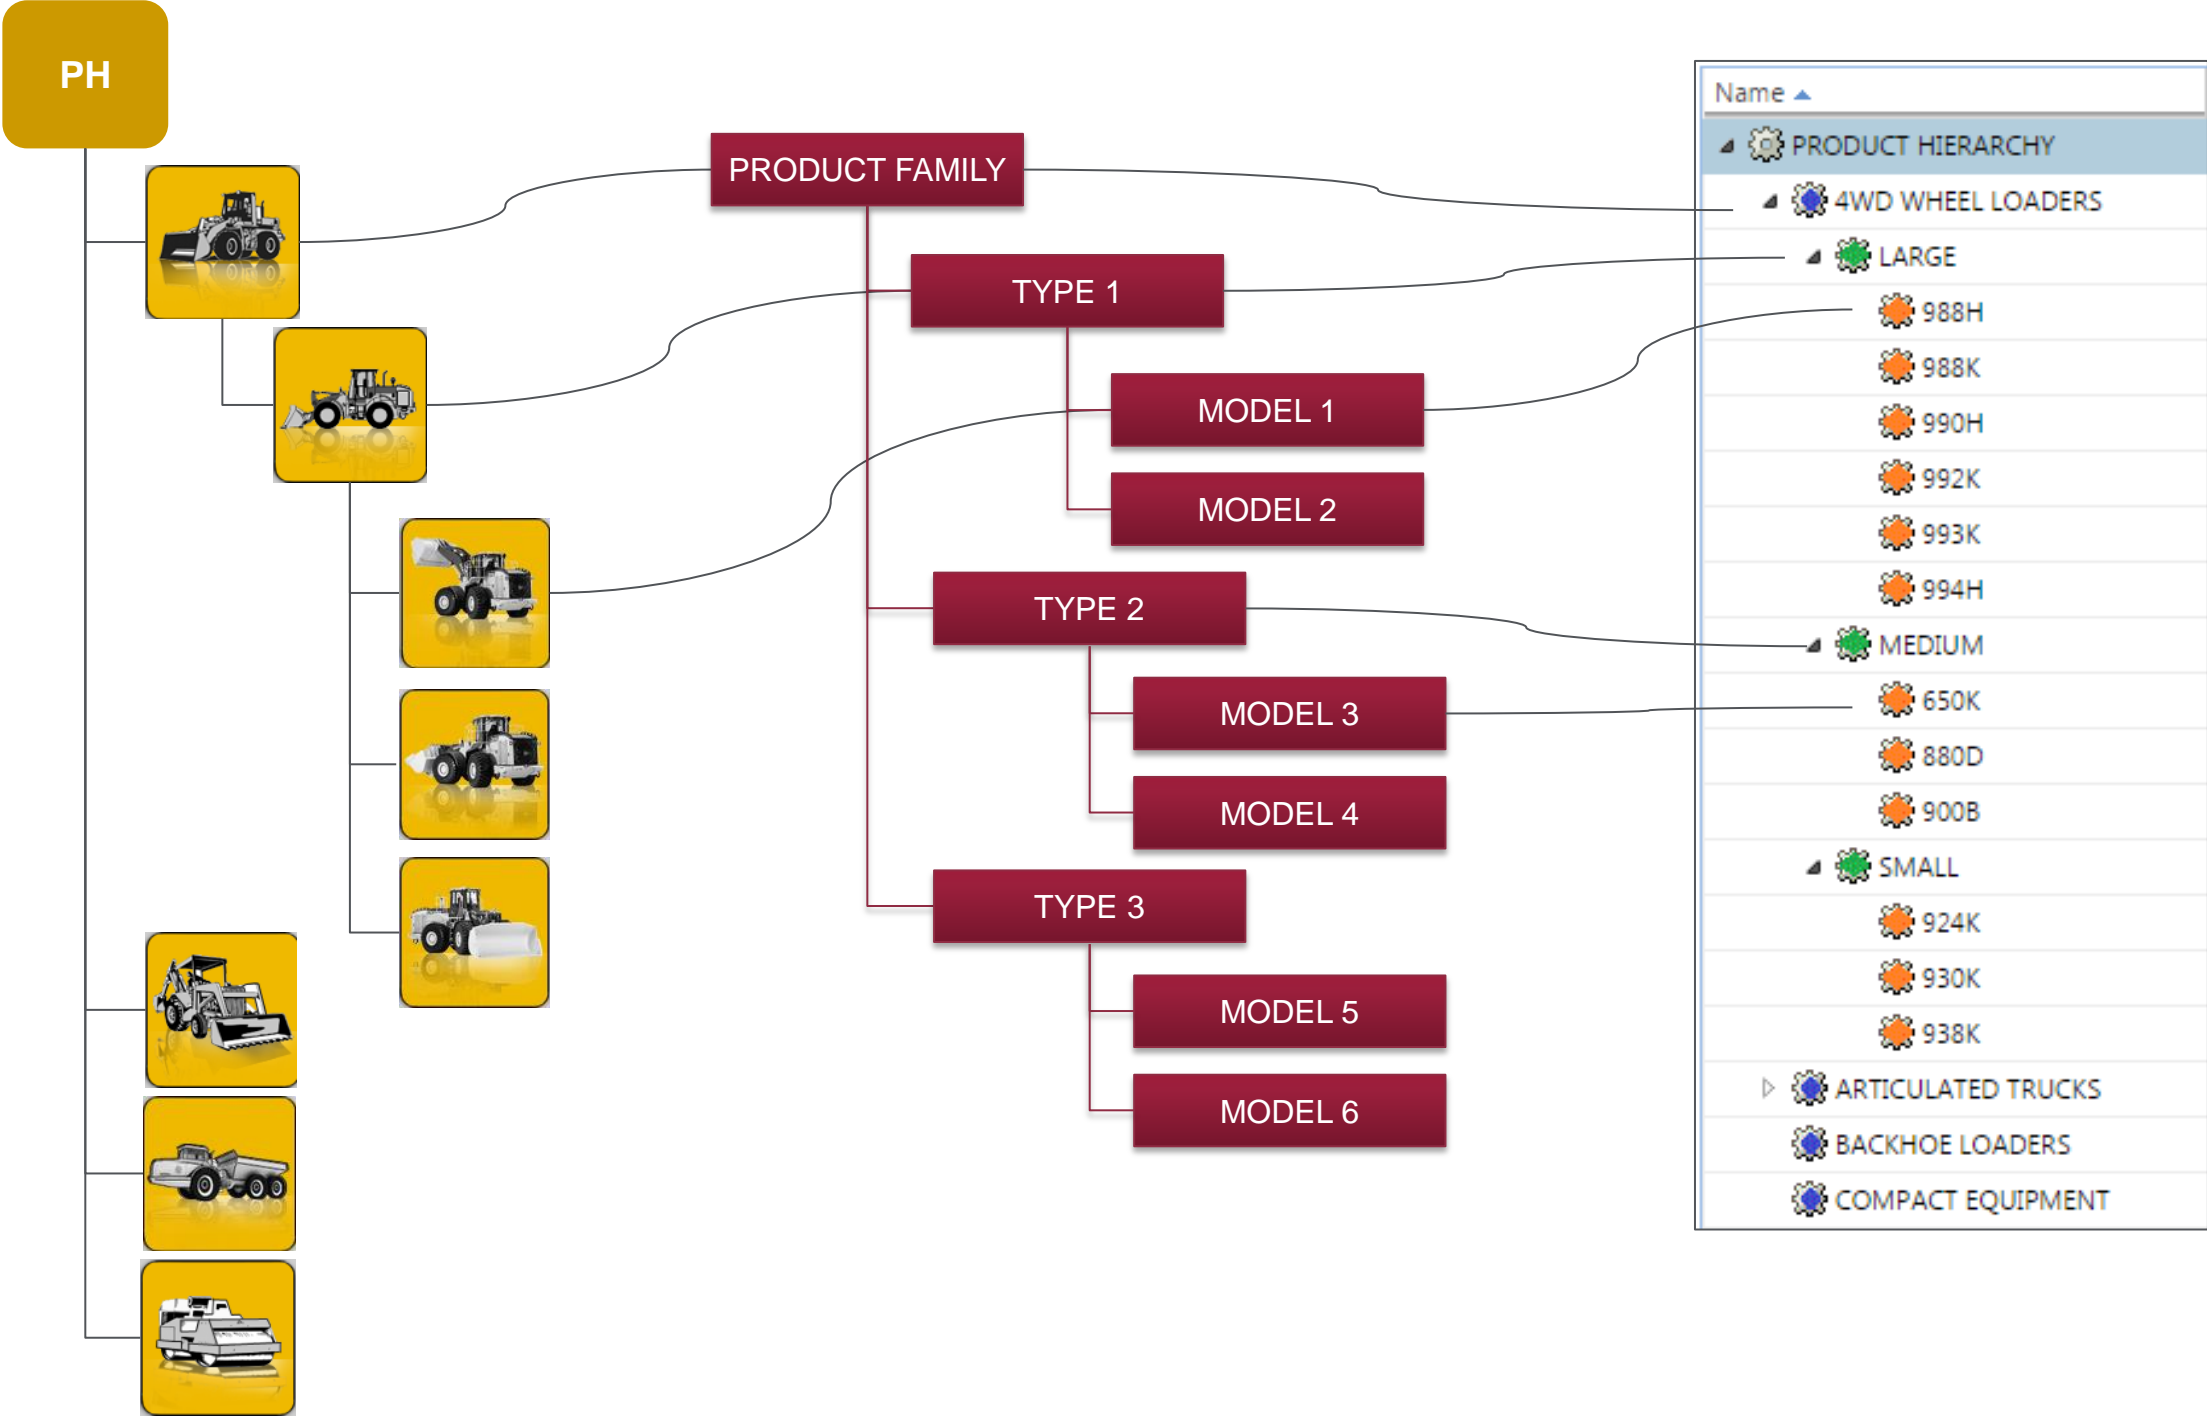 PH
PRODUCT FAMILY
TYPE 1
MODEL 1
MODEL 2
TYPE 2
MODEL 3
MODEL 4
TYPE 3
MODEL 5
MODEL 6
Name
PRODUCT HIERARCHY
4WD WHEEL LOADERS
LARGE
988H
988K
990H
992K
993K
994H
MEDIUM
650K
880D
900B
SMALL
924K
930K
938K
ARTICULATED TRUCKS
BACKHOE LOADERS
COMPACT EQUIPMENT